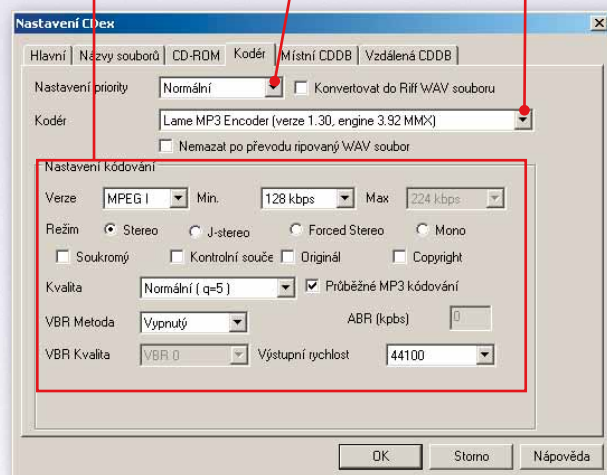 Nastavení CDex
Hlavní Názvy souborů CD-ROM Kodér Místní CDDB Vzdálená CDDB
Nastavení priority Normální Konvertovat do Riff WAV souboru
Kodér Lame MP3 Encoder (verze 1.30, engine 3.92 MMX)
Nemazat po převodu ripovaný WAV soubor
Nastavení kódování
Verze MPEG I Min. 128 kbps Max 224 kbps
Režim Stereo J-stereo Forced Stereo Mono
Soukromý Kontrolní souče Originál Copyright
Kvalita Normální ( q=5 ) Průběžné MP3 kódování
VBR Metoda Vypnutý ABR (kpbs) 0
VBR Kvalita VBR 0 Výstupní rychlost 44100
OK Storno Nápověda